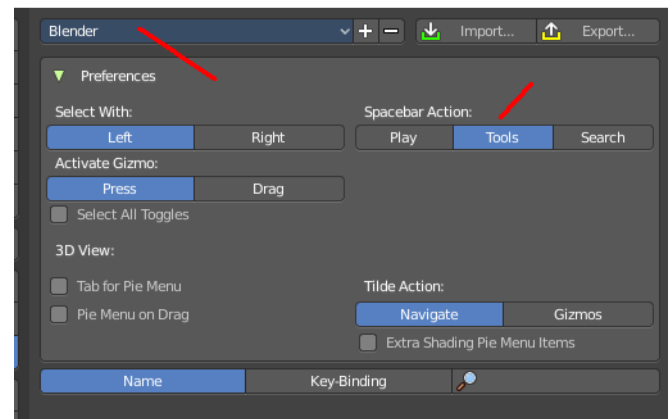 Blender Import... Export...
Preferences
Select With: Spacebar Action:
Left Right Play Tools Search
Activate Gizmo:
Press Drag
Select All Toggles
3D View:
Tab for Pie Menu Tilde Action:
Pie Menu on Drag Navigate Gizmos
Extra Shading Pie Menu Items
Name Key-Binding